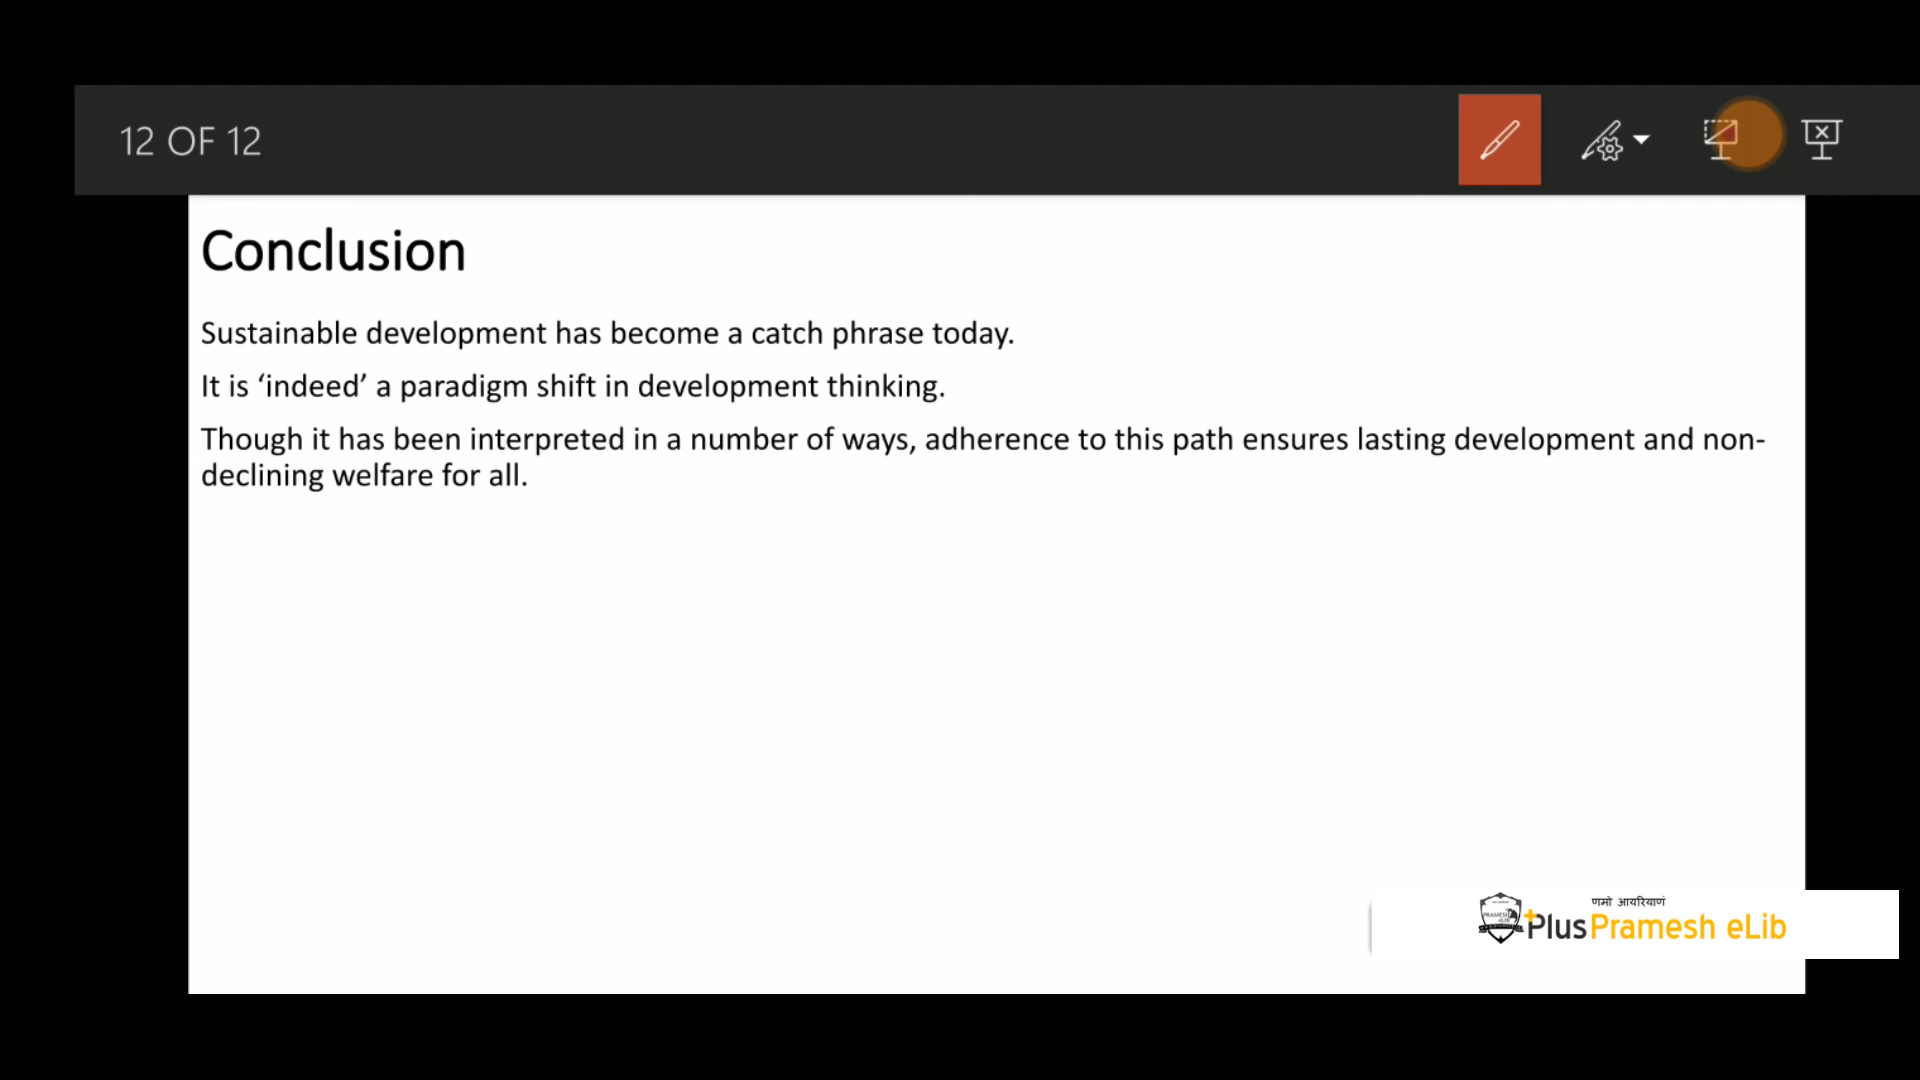 12 OF 12
Conclusion
Sustainable development has become a catch phrase today.
It is ‘indeed’ a paradigm shift in development thinking.
Though it has been interpreted in a number of ways, adherence to this path ensures lasting development and non-
declining welfare for all.
णमो आयरियाणं
PlusPramesh eLib